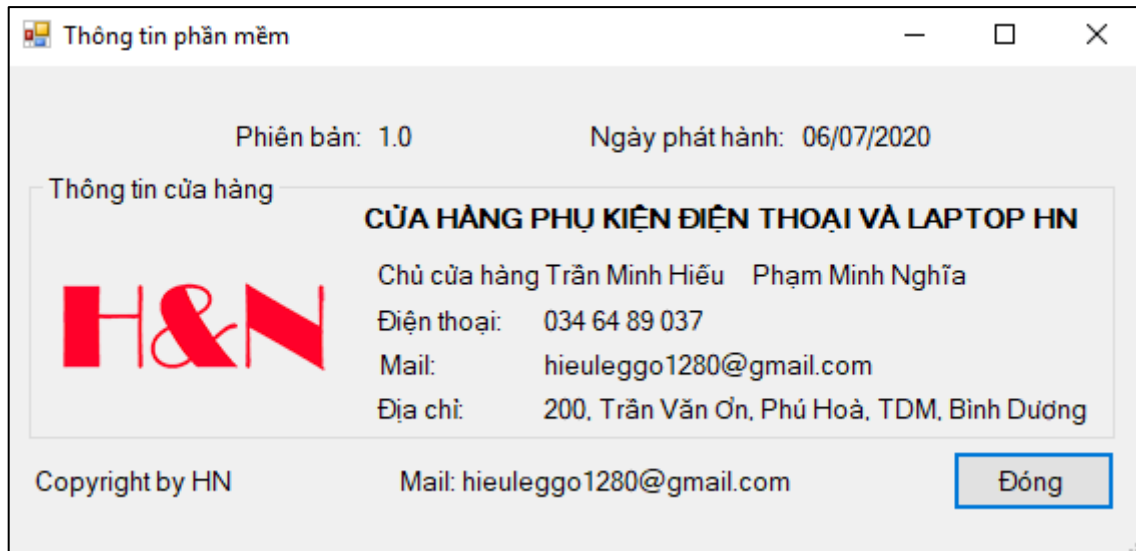 Thông tin phần mềm
Phiên bản: 1.0 Ngày phát hành: 06/07/2020
Thông tin cửa hàng
CỬA HÀNG PHỤ KIỆN ĐIỆN THOẠI VÀ LAPTOP HN
H&N
Chủ cửa hàng Trần Minh Hiếu Phạm Minh Nghĩa
Điện thoại: 034 64 89 037
Mail: hieuleggo1280@gmail.com
Địa chỉ: 200, Trần Văn Ơn, Phú Hoà, TDM, Bình Dương
Copyright by HN Mail: hieuleggo1280@gmail.com Đóng